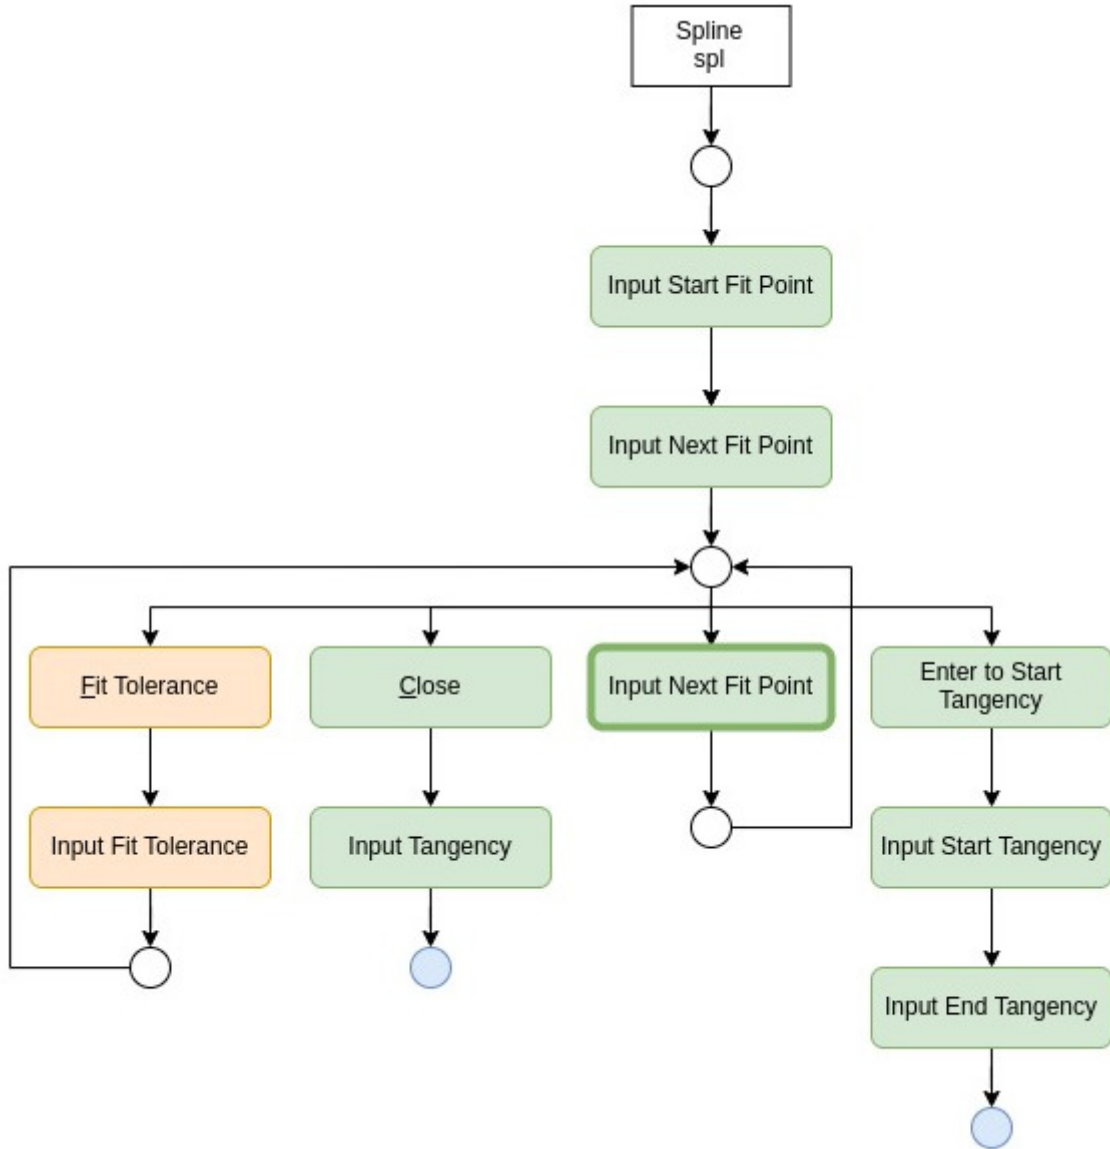 Spline
spl
Input Start Fit Point
Input Next Fit Point
Fit Tolerance
Close
Input Next Fit Point
Enter to Start
Tangency
Input Fit Tolerance
Input Tangency
Input Start Tangency
Input End Tangency